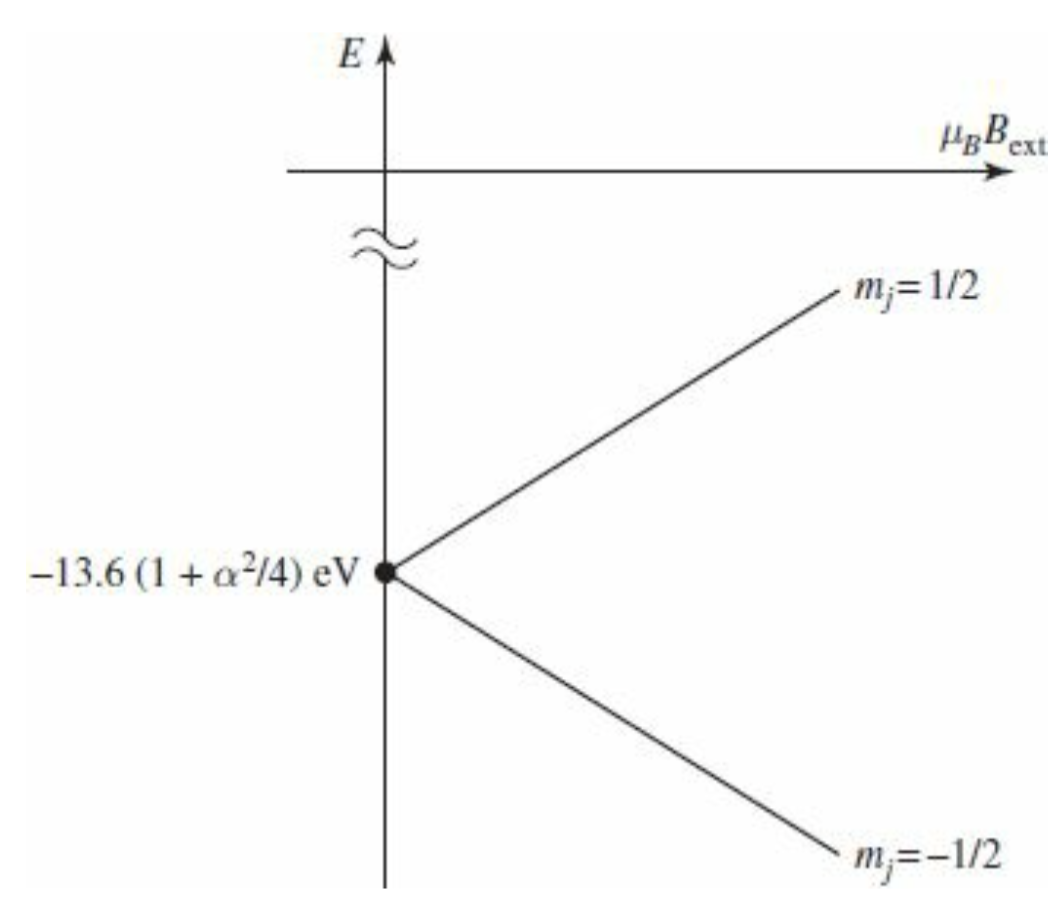 E
μ_B B_ext
m_j = 1/2
–13.6 (1 + α²/4) eV
m_j = –1/2